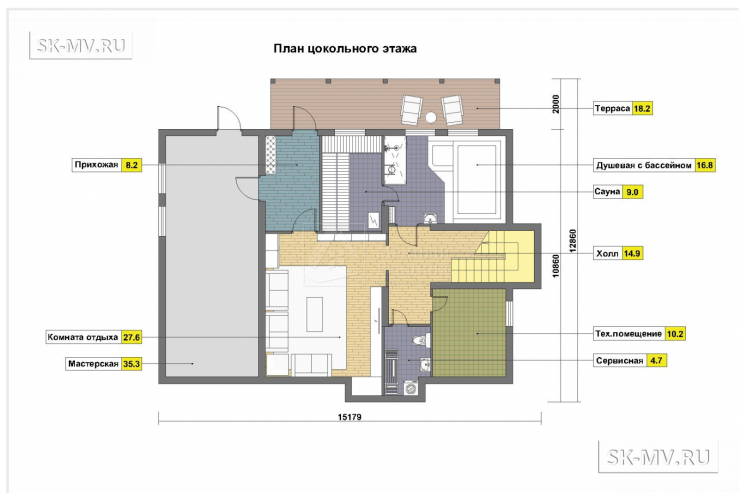 SK-MV.RU
План цокольного этажа
Терраса 18.2
2000
Прихожая 8.2
Душевая с бассейном 16.8
Сауна 9.0
Холл 14.9
10860
12860
Комната отдыха 27.6
Тех.помещение 10.2
Мастерская 35.3
Сервисная 4.7
15179
SK-MV.RU